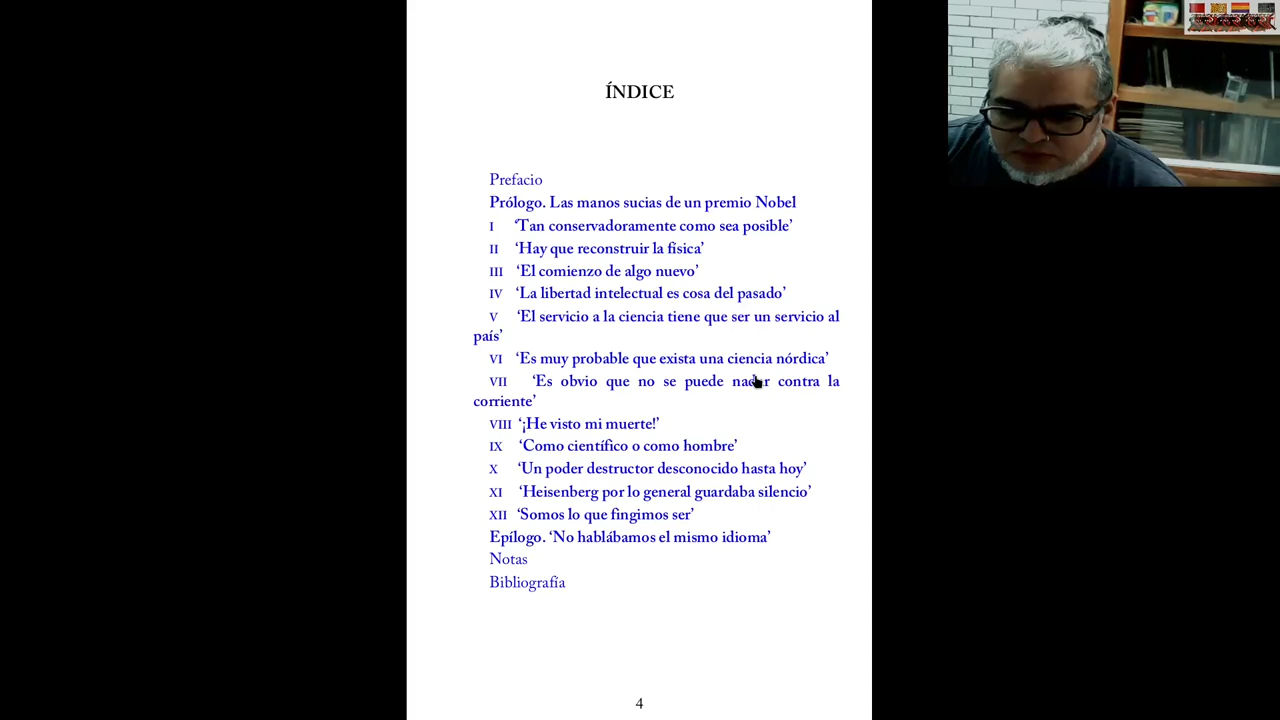 ÍNDICE
Prefacio
Prólogo. Las manos sucias de un premio Nobel
I ‘Tan conservadoramente como sea posible’
II ‘Hay que reconstruir la física’
III ‘El comienzo de algo nuevo’
IV ‘La libertad intelectual es cosa del pasado’
V ‘El servicio a la ciencia tiene que ser un servicio al
país’
VI ‘Es muy probable que exista una ciencia nórdica’
VII ‘Es obvio que no se puede nadar contra la
corriente’
VIII ‘¡He visto mi muerte!’
IX ‘Como científico o como hombre’
X ‘Un poder destructor desconocido hasta hoy’
XI ‘Heisenberg por lo general guardaba silencio’
XII ‘Somos lo que fingimos ser’
Epílogo. ‘No hablábamos el mismo idioma’
Notas
Bibliografía
4